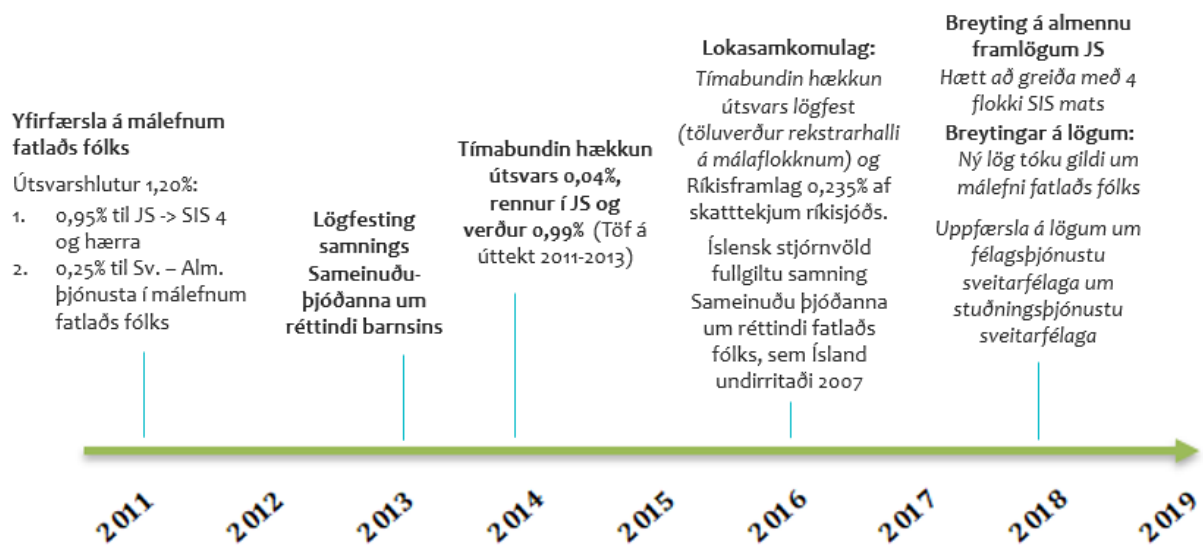 Yfirfærsla á málefnum
fatlaðs fólks
Útsvarshlutur 1,20%:
1. 0,95% til JS -> SIS 4
og hærra
2. 0,25% til Sv. – Alm.
þjónusta í málefnum
fatlaðs fólks
Lögfesting
samnings
Sameinuðu-
þjóðanna um
réttindi barnsins
Tímabundin hækkun
útsvars 0,04%,
rennur í JS og
verður 0,99% (Töf á
úttekt 2011-2013)
Lokasamkomulag:
Tímabundin hækkun
útsvars lögfest
(töluverður rekstrarhalli
á málaflokknum) og
Ríkisframlag 0,235% af
skatttekjum ríkisjóðs.
Íslensk stjórnvöld
fullgiltu samning
Sameinuðu þjóðanna
um réttindi fatlaðs
fólks, sem Ísland
undirritaði 2007
Breyting á almennu
framlögum JS
Hætt að greiða með 4
flokki SIS mats
Breytingar á lögum:
Ný lög tóku gildi um
málefni fatlaðs fólks
Uppfærsla á lögum um
félagsþjónustu
sveitarfélaga um
stuðningsþjónustu
sveitarfélaga
2011
2012
2013
2014
2015
2016
2017
2018
2019